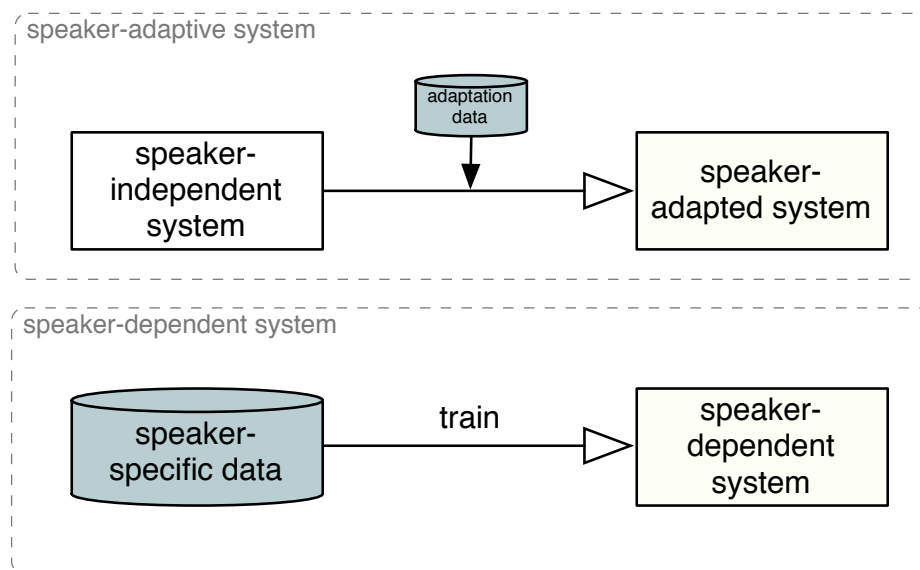 speaker-adaptive system
adaptation
data
speaker-
independent
system
speaker-
adapted system
speaker-dependent system
speaker-
specific data
train
speaker-
dependent
system